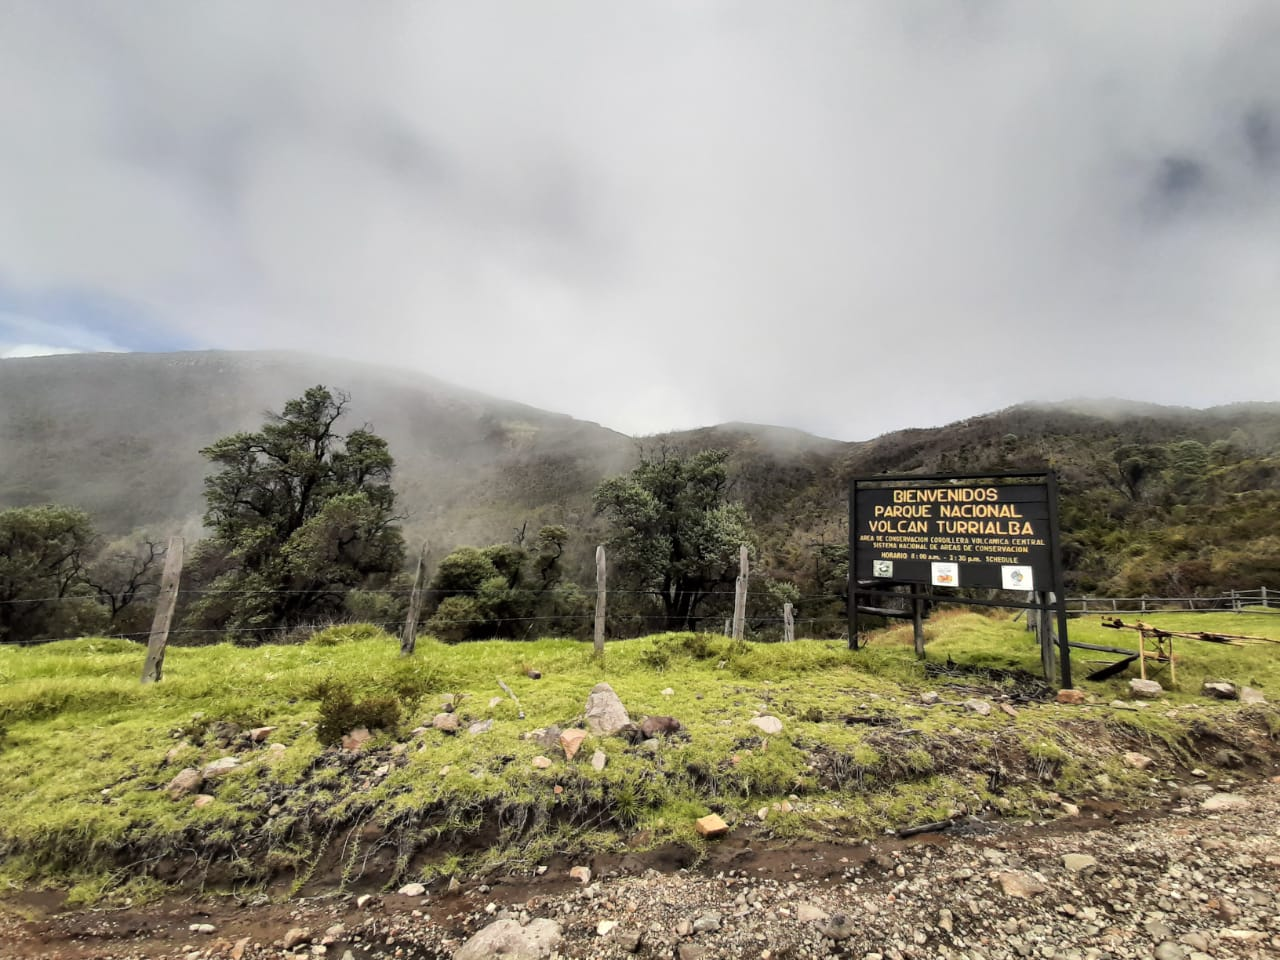 BIENVENIDOS
PARQUE NACIONAL
VOLCAN TURRIALBA
AREA DE CONSERVACION CORDILLERA VOLCANICA CENTRAL
SISTEMA NACIONAL DE AREAS DE CONSERVACION
HORARIO 8:00 a.m. - 3:30 p.m. SCHEDULE